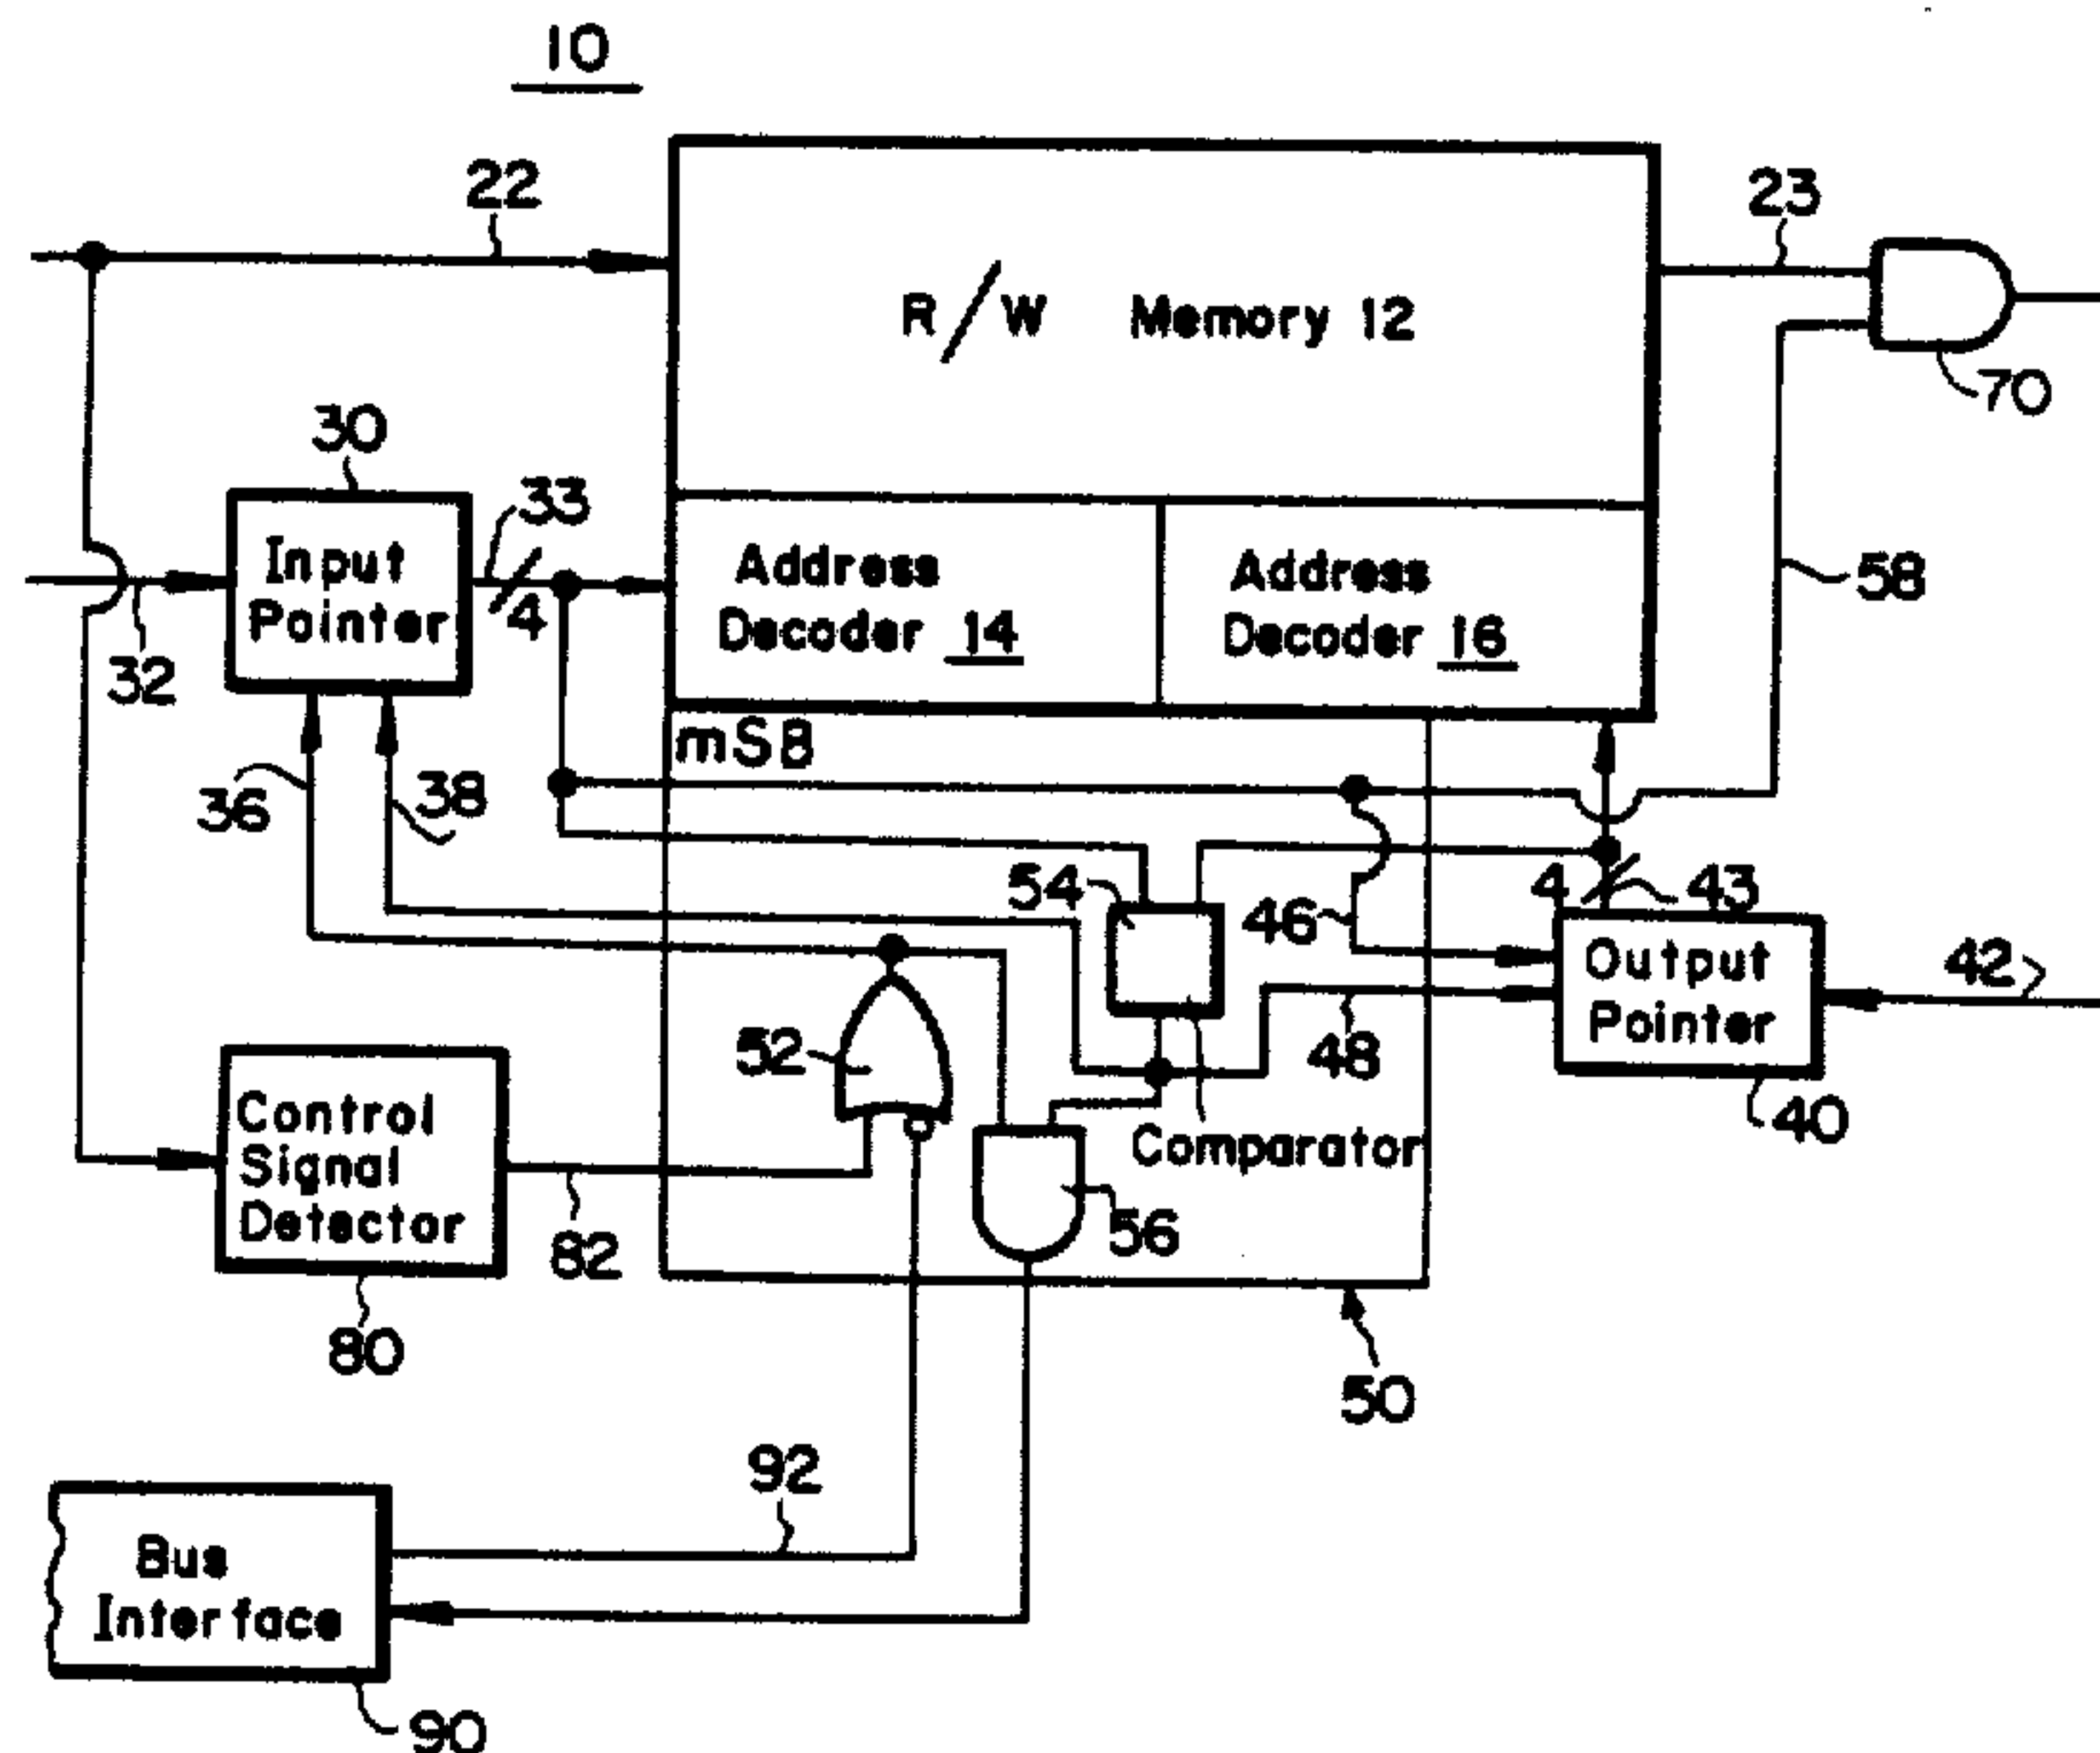 10
22
23
R/W Memory 12
70
30
33
Input
Pointer
4
32
Address
Decoder 14
Address
Decoder 16
58
mS8
36
38
54
46
4
43
Output
Pointer
42
52
48
40
Control
Signal
Detector
Comparator
56
82
80
50
92
Bus
Interface
90